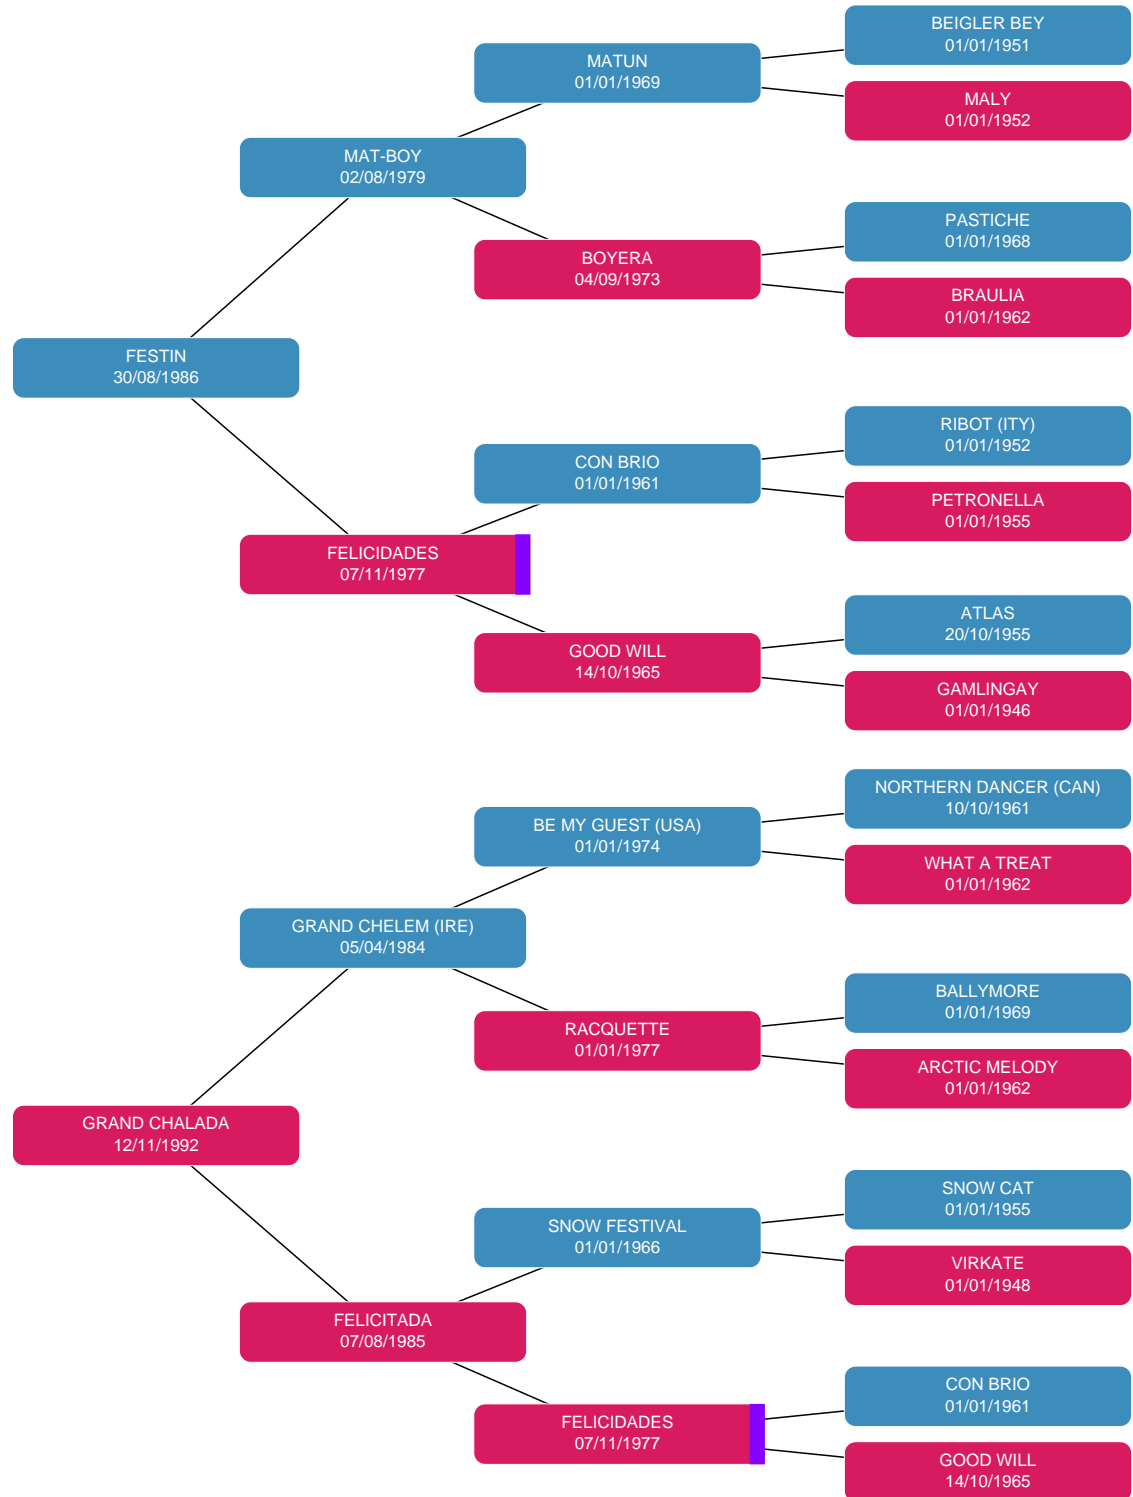 BEIGLER BEY
01/01/1951
MATUN
01/01/1969
MALY
01/01/1952
MAT-BOY
02/08/1979
PASTICHE
01/01/1968
BOYERA
04/09/1973
BRAULIA
01/01/1962
FESTIN
30/08/1986
RIBOT (ITY)
01/01/1952
CON BRIO
01/01/1961
PETRONELLA
01/01/1955
FELICIDADES
07/11/1977
ATLAS
20/10/1955
GOOD WILL
14/10/1965
GAMLINGAY
01/01/1946
NORTHERN DANCER (CAN)
10/10/1961
BE MY GUEST (USA)
01/01/1974
WHAT A TREAT
01/01/1962
GRAND CHELEM (IRE)
05/04/1984
BALLYMORE
01/01/1969
RACQUETTE
01/01/1977
ARCTIC MELODY
01/01/1962
GRAND CHALADA
12/11/1992
SNOW CAT
01/01/1955
SNOW FESTIVAL
01/01/1966
VIRKATE
01/01/1948
FELICITADA
07/08/1985
CON BRIO
01/01/1961
FELICIDADES
07/11/1977
GOOD WILL
14/10/1965